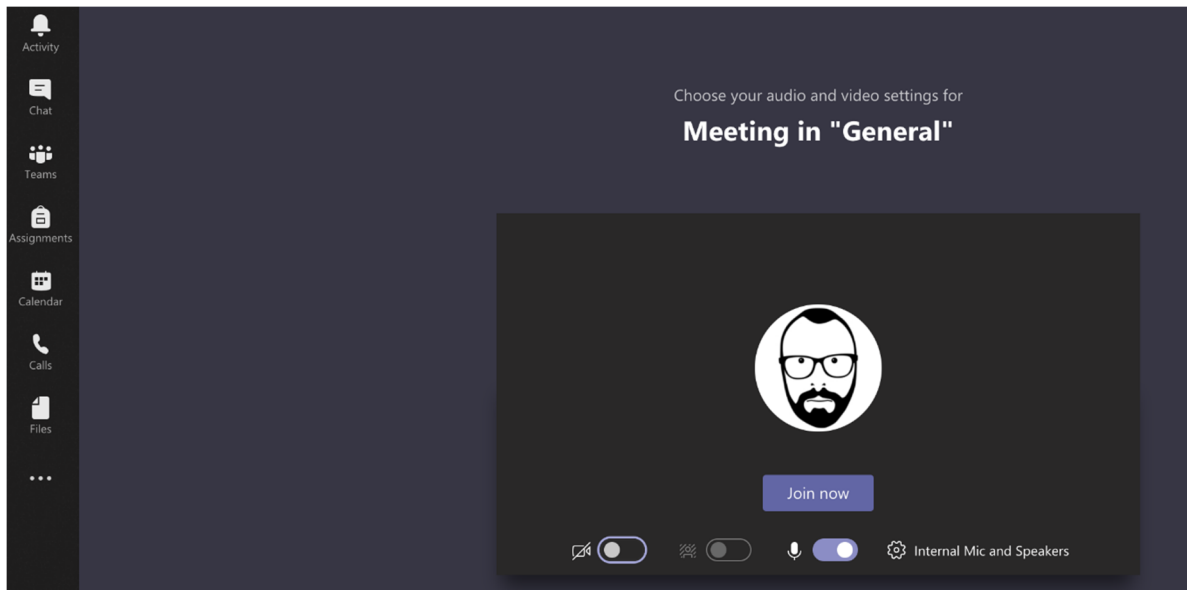 Activity
Chat
Teams
Assignments
Calendar
Calls
Files
Choose your audio and video settings for
Meeting in "General"
Join now
Internal Mic and Speakers